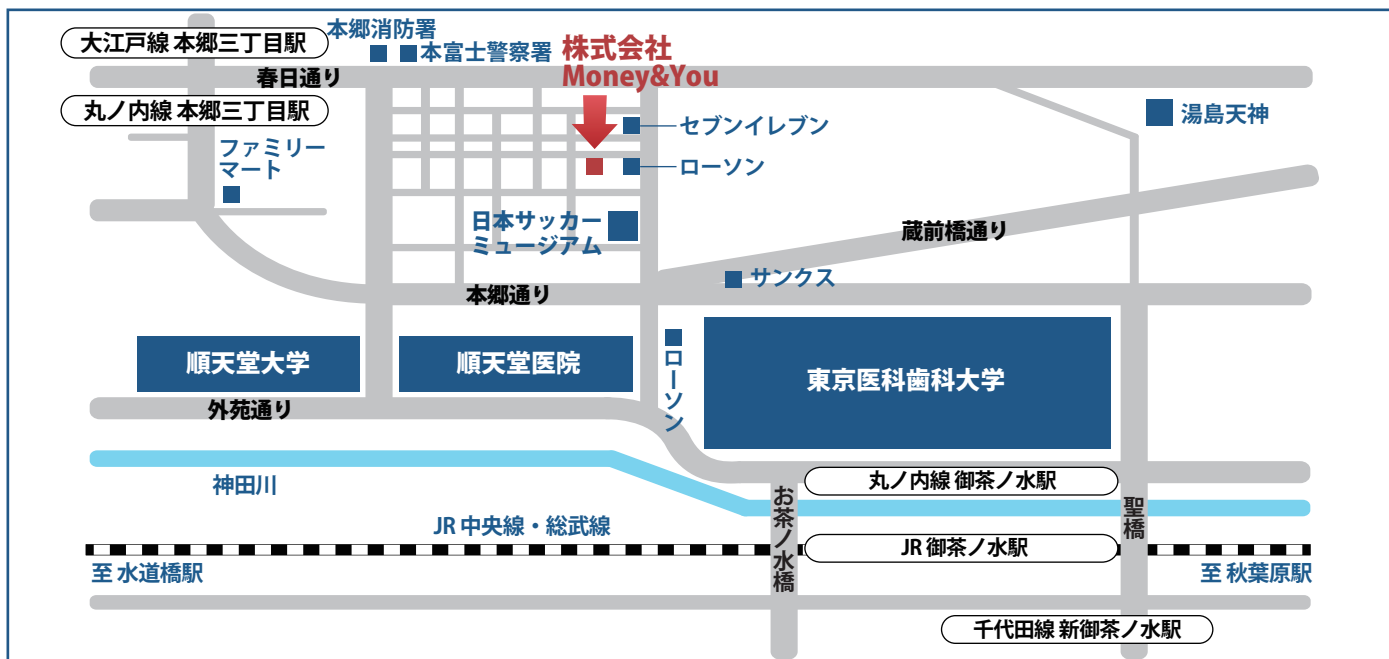 大江戸線 本郷三丁目駅
本郷消防署
本富士警察署
株式会社
Money&You
春日通り
丸ノ内線 本郷三丁目駅
ファミリー
マート
セブンイレブン
ローソン
湯島天神
日本サッカー
ミュージアム
蔵前橋通り
サンクス
本郷通り
順天堂大学
順天堂医院
ローソン
東京医科歯科大学
外苑通り
神田川
丸ノ内線 御茶ノ水駅
お茶ノ水橋
聖橋
JR 中央線・総武線
JR 御茶ノ水駅
至 水道橋駅
至 秋葉原駅
千代田線 新御茶ノ水駅